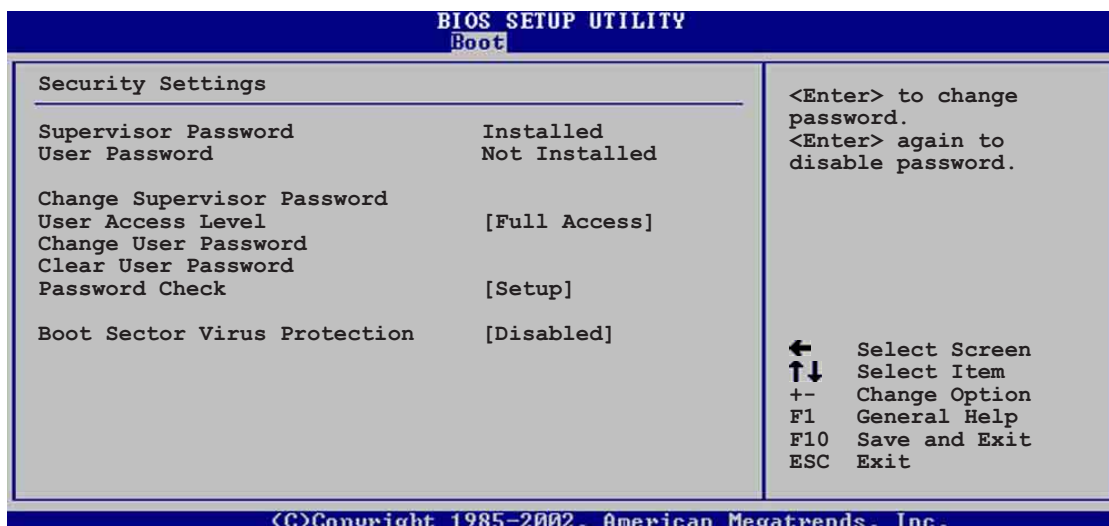 BIOS SETUP UTILITY
Boot
Security Settings
Supervisor Password Installed
User Password Not Installed
Change Supervisor Password
User Access Level [Full Access]
Change User Password
Clear User Password
Password Check [Setup]
Boot Sector Virus Protection [Disabled]
<Enter> to change
password.
<Enter> again to
disable password.
← Select Screen
↑↓ Select Item
+- Change Option
F1 General Help
F10 Save and Exit
ESC Exit
(C)Copyright 1985-2002, American Megatrends, Inc.